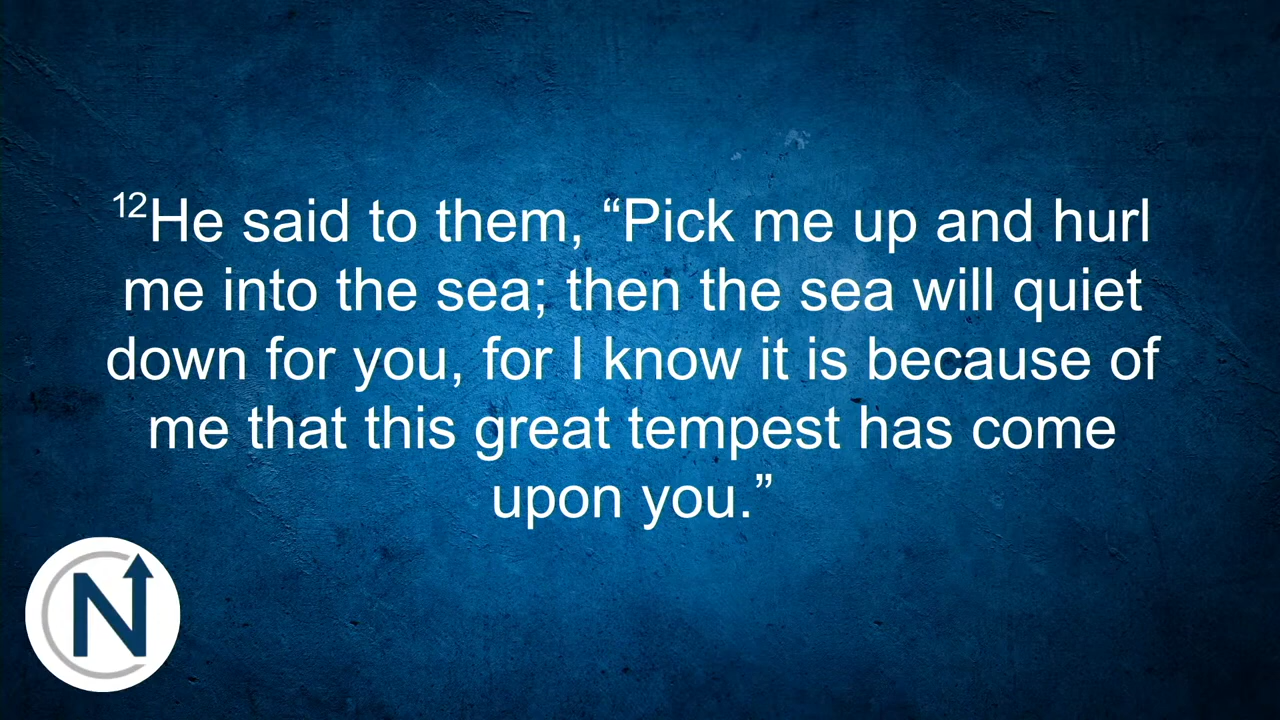 ¹²He said to them, “Pick me up and hurl
me into the sea; then the sea will quiet
down for you, for I know it is because of
me that this great tempest has come
upon you.”
N